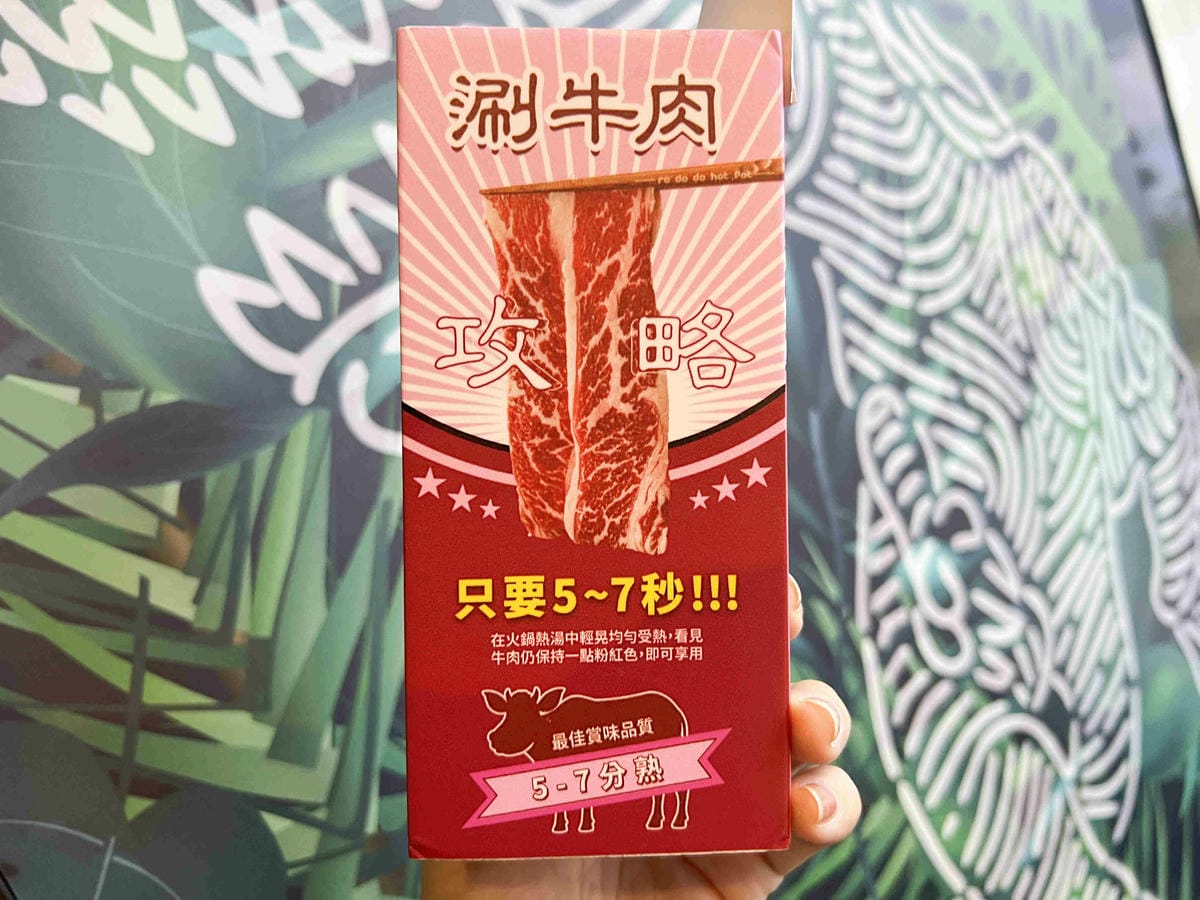 涮牛肉
ro do do hot .Pot
攻略
只要5~7秒!!!
在火鍋熱湯中輕晃均勻受熱,看見
牛肉仍保持一點粉紅色,即可享用
最佳賞味品質
5-7分熟